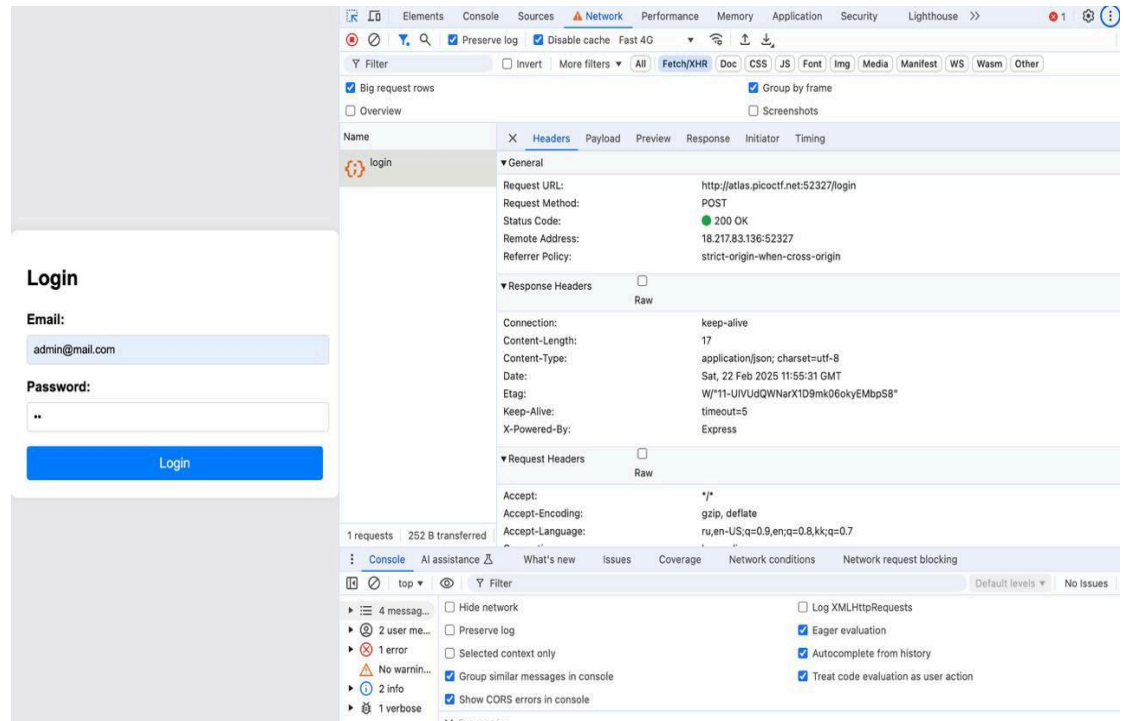 Elements Console Sources Network Performance Memory Application Security Lighthouse 1
Preserve log Disable cache Fast 4G
Filter Invert More filters All Fetch/XHR Doc CSS JS Font Img Media Manifest WS Wasm Other
Big request rows Group by frame
Overview Screenshots
Name Headers Payload Preview Response Initiator Timing
login
General
Request URL: http://atlas.picoctf.net:52327/login
Request Method: POST
Status Code: 200 OK
Remote Address: 18.217.83.136:52327
Referrer Policy: strict-origin-when-cross-origin
Response Headers
Raw
Connection: keep-alive
Content-Length: 17
Content-Type: application/json; charset=utf-8
Date: Sat, 22 Feb 2025 11:55:31 GMT
Etag: W/"11-UIVUdQWNarX1D9mk06okyEMbpS8"
Keep-Alive: timeout=5
X-Powered-By: Express
Request Headers
Raw
Accept: */*
Accept-Encoding: gzip, deflate
Accept-Language: ru,en-US;q=0.9,en;q=0.8,kk;q=0.7
1 requests 252 B transferred
Login
Email:
admin@mail.com
Password:
Login
Console AI assistance What's new Issues Coverage Network conditions Network request blocking
top Filter Default levels No Issues
4 messag... Hide network Log XMLHttpRequests
2 user me... Preserve log Eager evaluation
1 error Selected context only Autocomplete from history
No warnin... Group similar messages in console Treat code evaluation as user action
2 info Show CORS errors in console
1 verbose